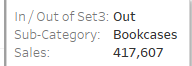 In / Out of Set3: Out
Sub-Category: Bookcases
Sales: 417,607